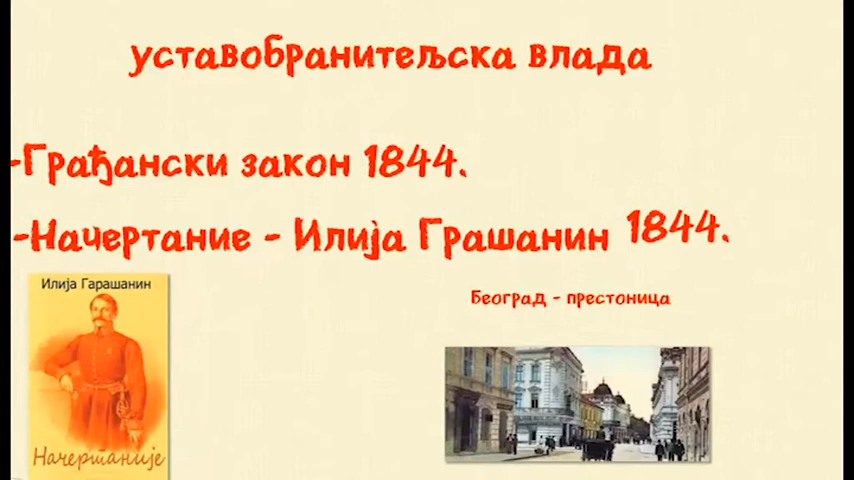 уставобранитељска влада
-Грађански закон 1844.
-Начертание - Илија Грашанин 1844.
Београд - престоница
Илија Гарашанин
Начертаније